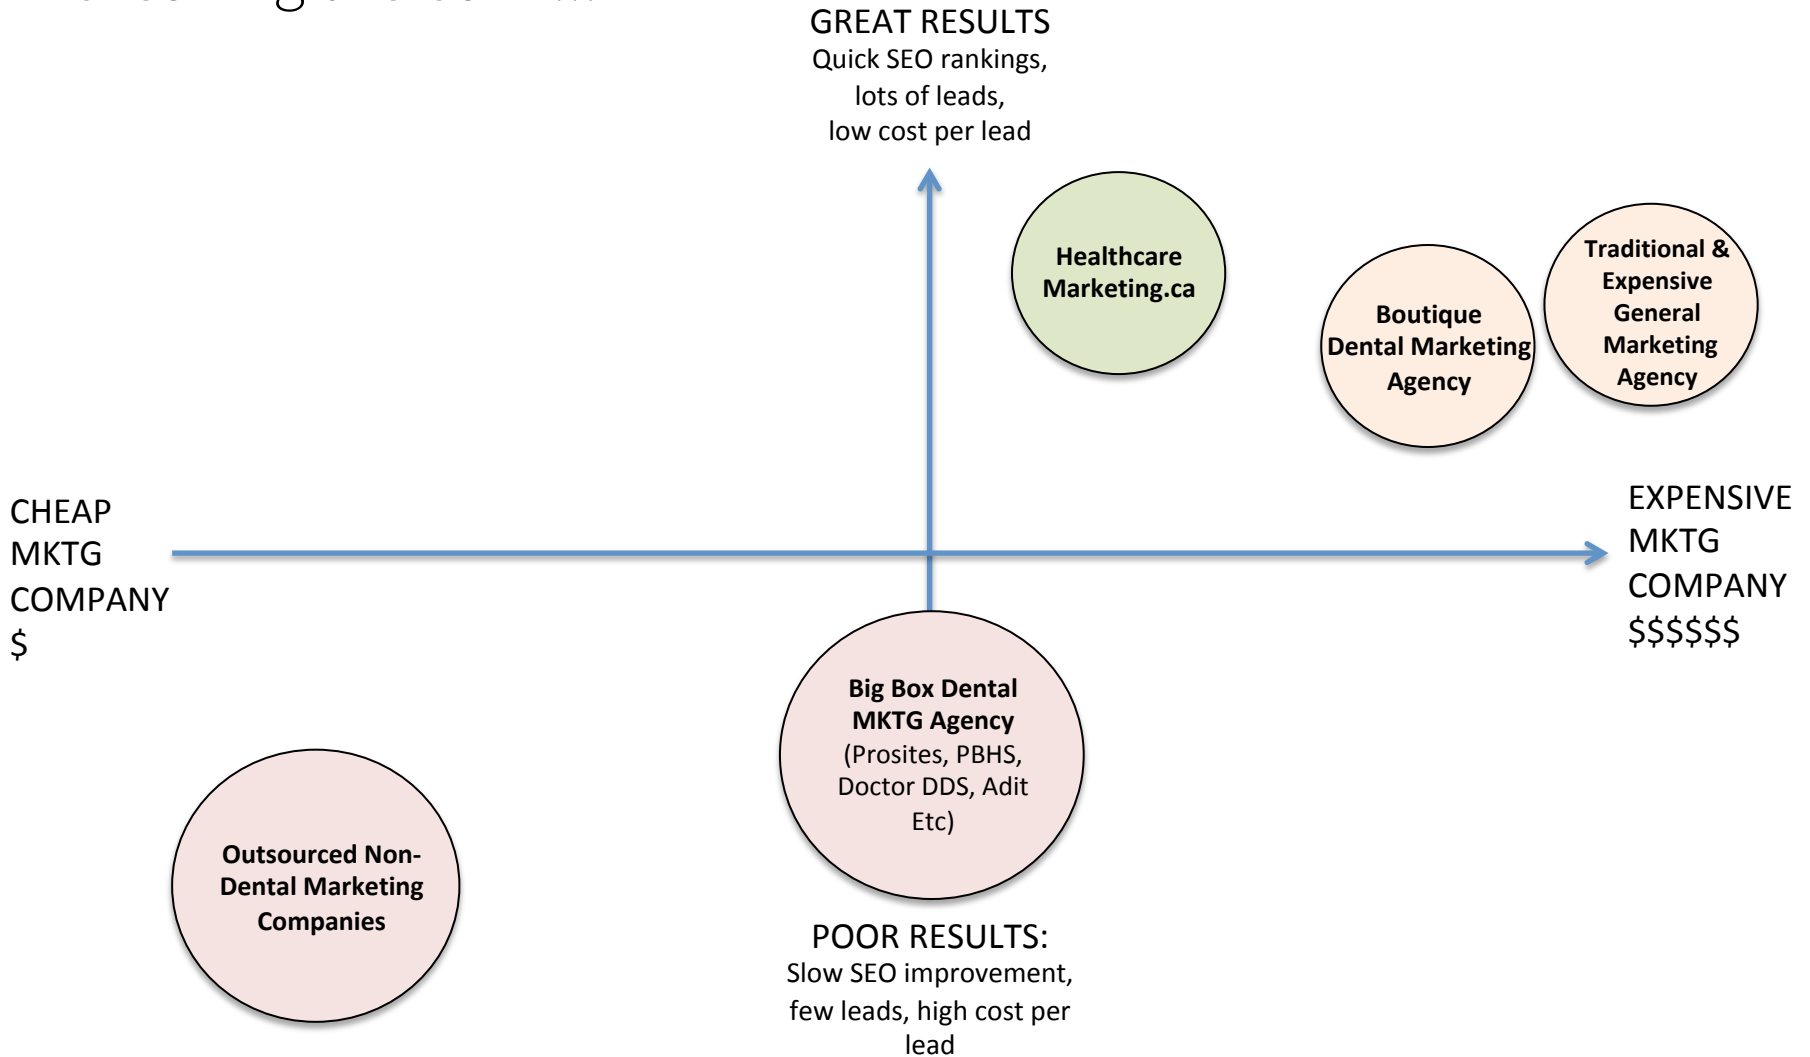 GREAT RESULTS
Quick SEO rankings,
lots of leads,
low cost per lead
Healthcare
Marketing.ca
Boutique
Dental Marketing
Agency
Traditional &
Expensive
General
Marketing
Agency
CHEAP
MKTG
COMPANY
$
EXPENSIVE
MKTG
COMPANY
$$$$$$
Big Box Dental
MKTG Agency
(Prosites, PBHS,
Doctor DDS, Adit
Etc)
Outsourced Non-
Dental Marketing
Companies
POOR RESULTS:
Slow SEO improvement,
few leads, high cost per
lead